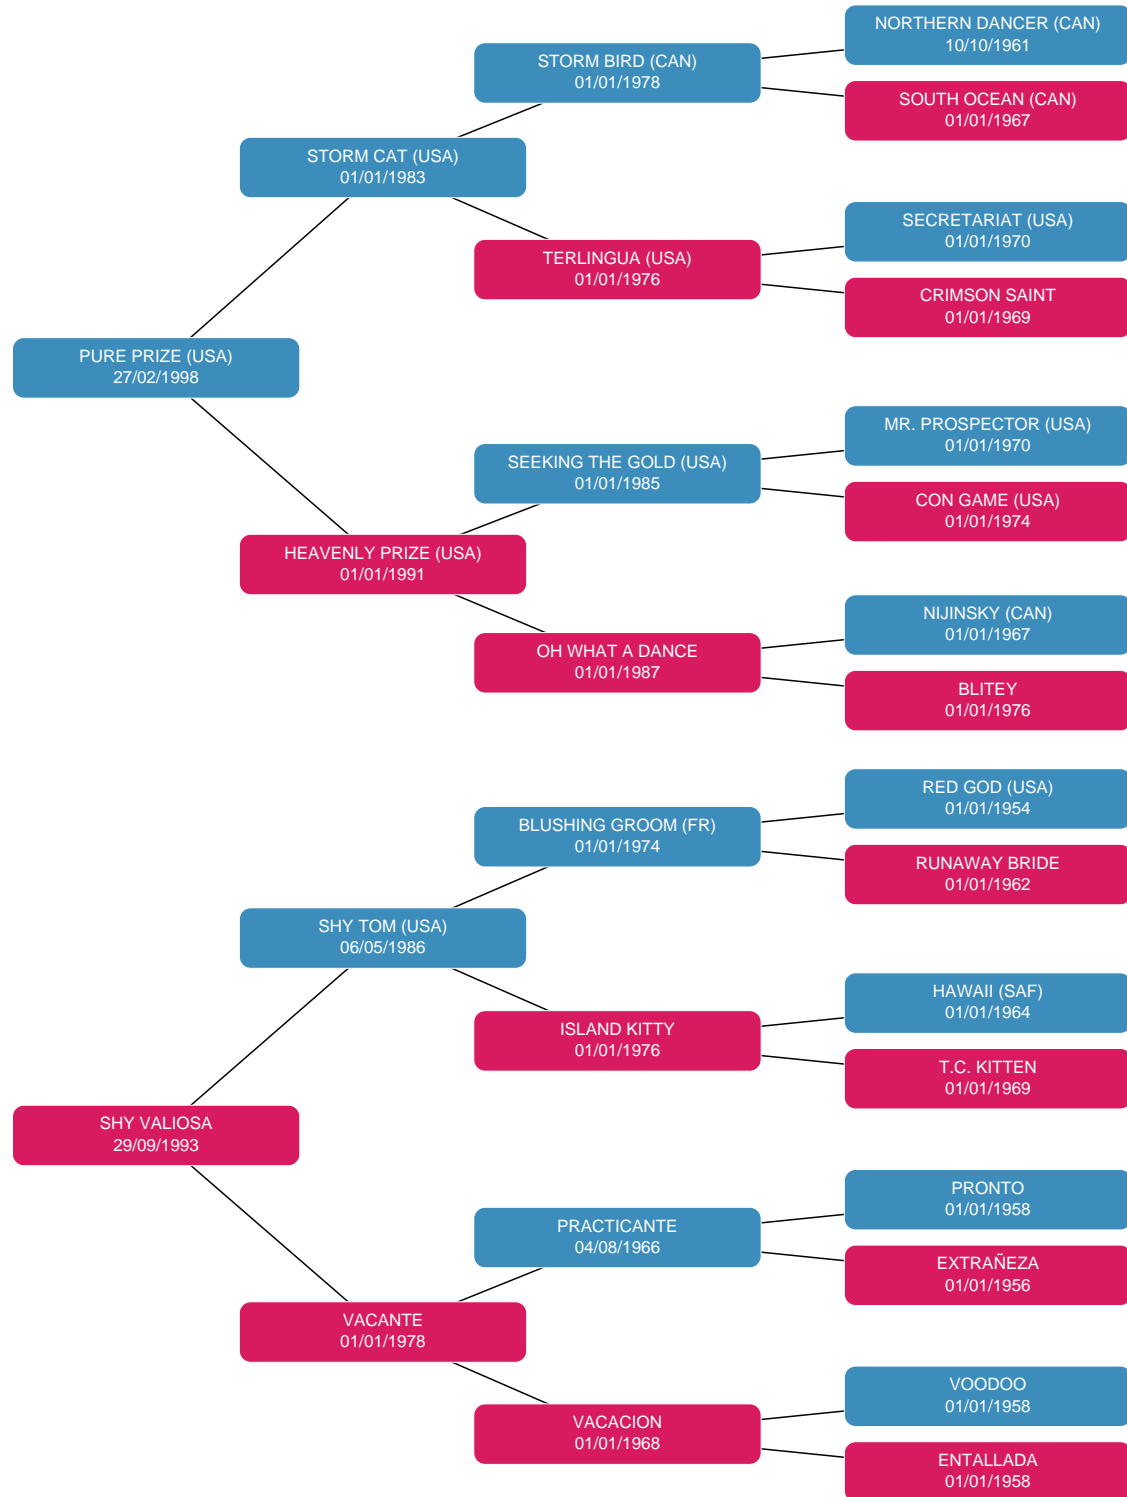 NORTHERN DANCER (CAN)
10/10/1961
STORM BIRD (CAN)
01/01/1978
SOUTH OCEAN (CAN)
01/01/1967
STORM CAT (USA)
01/01/1983
SECRETARIAT (USA)
01/01/1970
TERLINGUA (USA)
01/01/1976
CRIMSON SAINT
01/01/1969
PURE PRIZE (USA)
27/02/1998
MR. PROSPECTOR (USA)
01/01/1970
SEEKING THE GOLD (USA)
01/01/1985
CON GAME (USA)
01/01/1974
HEAVENLY PRIZE (USA)
01/01/1991
NIJINSKY (CAN)
01/01/1967
OH WHAT A DANCE
01/01/1987
BLITEY
01/01/1976
RED GOD (USA)
01/01/1954
BLUSHING GROOM (FR)
01/01/1974
RUNAWAY BRIDE
01/01/1962
SHY TOM (USA)
06/05/1986
HAWAII (SAF)
01/01/1964
ISLAND KITTY
01/01/1976
T.C. KITTEN
01/01/1969
SHY VALIOSA
29/09/1993
PRONTO
01/01/1958
PRACTICANTE
04/08/1966
EXTRAÑEZA
01/01/1956
VACANTE
01/01/1978
VOODOO
01/01/1958
VACACION
01/01/1968
ENTALLADA
01/01/1958